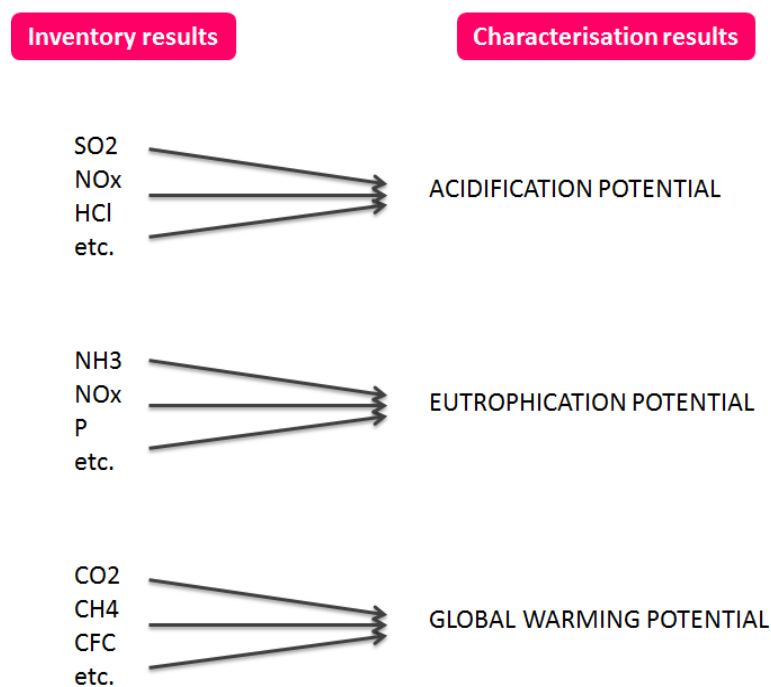 Inventory results
Characterisation results
SO2
NOx
HCl
etc.
ACIDIFICATION POTENTIAL
NH3
NOx
P
etc.
EUTROPHICATION POTENTIAL
CO2
CH4
CFC
etc.
GLOBAL WARMING POTENTIAL